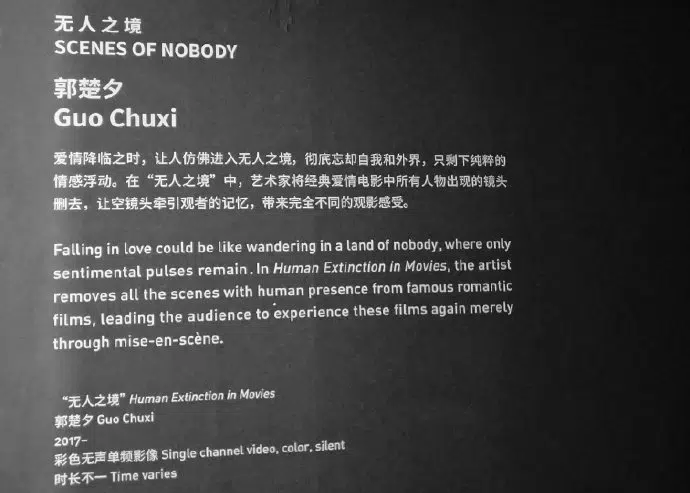 无人之境
SCENES OF NOBODY
郭楚夕
Guo Chuxi
爱情降临之时，让人仿佛进入无人之境，彻底忘却自我和外界，只剩下纯粹的
情感浮动。在“无人之境”中，艺术家将经典爱情电影中所有人物出现的镜头
删去，让空镜头牵引观者的记忆，带来完全不同的观影感受。
Falling in love could be like wandering in a land of nobody, where only
sentimental pulses remain. In Human Extinction in Movies, the artist
removes all the scenes with human presence from famous romantic
films, leading the audience to experience these films again merely
through mise-en-scène.
“无人之境” Human Extinction in Movies
郭楚夕 Guo Chuxi
2017-
彩色无声单频影像 Single channel video, color, silent
时长不一 Time varies